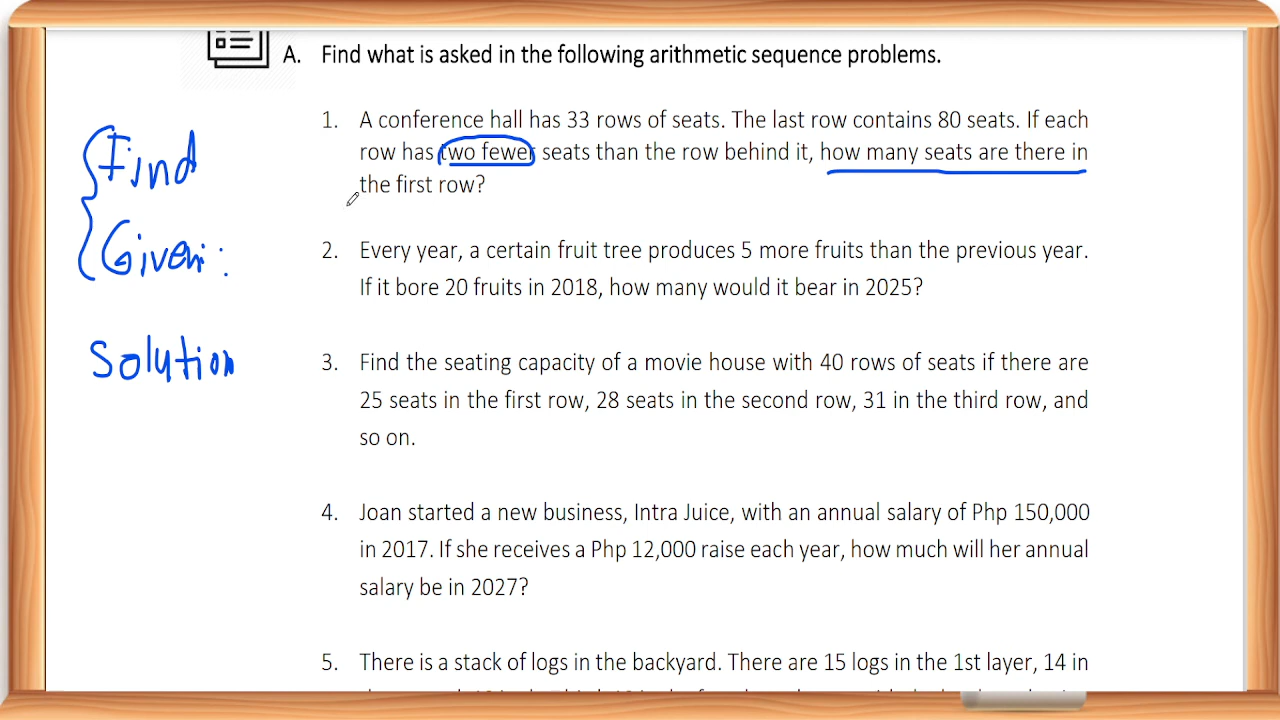 A. Find what is asked in the following arithmetic sequence problems.
1. A conference hall has 33 rows of seats. The last row contains 80 seats. If each
row has two fewer seats than the row behind it, how many seats are there in
the first row?
Find
Given:
Solution
2. Every year, a certain fruit tree produces 5 more fruits than the previous year.
If it bore 20 fruits in 2018, how many would it bear in 2025?
3. Find the seating capacity of a movie house with 40 rows of seats if there are
25 seats in the first row, 28 seats in the second row, 31 in the third row, and
so on.
4. Joan started a new business, Intra Juice, with an annual salary of Php 150,000
in 2017. If she receives a Php 12,000 raise each year, how much will her annual
salary be in 2027?
5. There is a stack of logs in the backyard. There are 15 logs in the 1st layer, 14 in